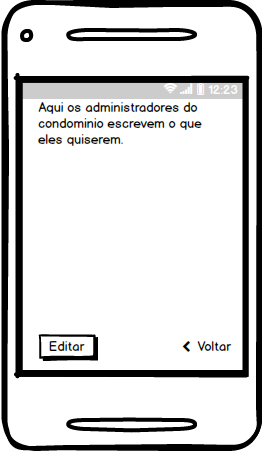 12:23
Aqui os administradores do
condominio escrevem o que
eles quiserem.
Editar
Voltar